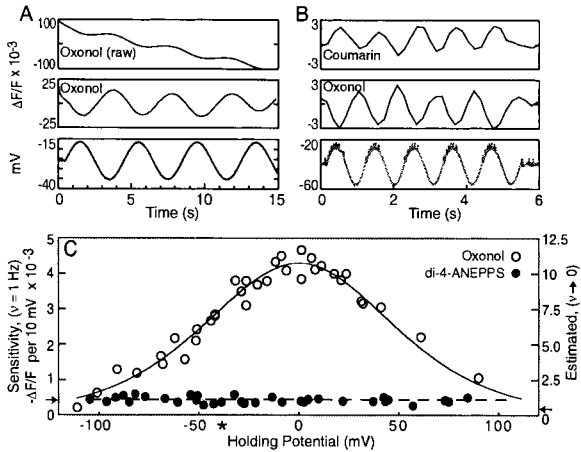 A
100
Oxonol (raw)
-100
ΔF/F x 10-3
25
Oxonol
-25
-15
mV
-40
0 5 10 15
Time (s)
B
3
Coumarin
-3
3
Oxonol
-3
-20
-60
0 2 4 6
Time (s)
C
Oxonol
di-4-ANEPPS
Sensitivity, (ν = 1 Hz)
-ΔF/F per 10 mV x 10-3
5
4
3
2
1
0
12.5
10.0
7.5
5.0
2.5
0
Estimated, (ν → 0)
-100 -50 * 0 50 100
Holding Potential (mV)